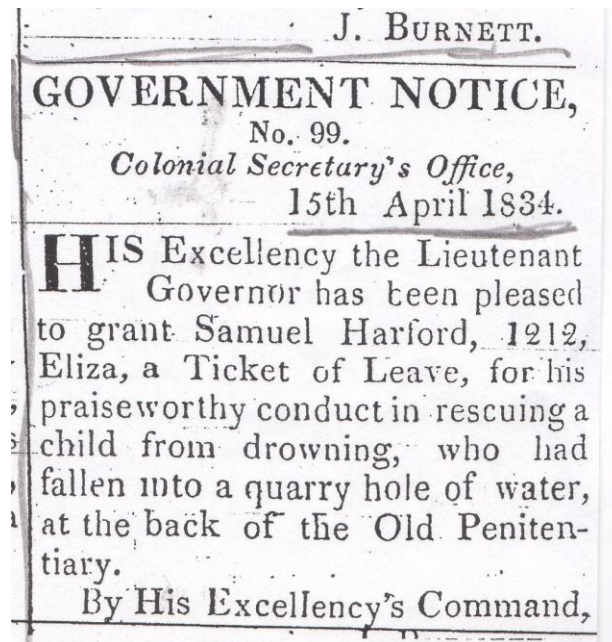 J. BURNETT.
GOVERNMENT NOTICE,
No. 99.
Colonial Secretary's Office,
15th April 1834.
HIS Excellency the Lieutenant
Governor has been pleased
to grant Samuel Harford, 1212,
Eliza, a Ticket of Leave, for his
praiseworthy conduct in rescuing a
child from drowning, who had
fallen into a quarry hole of water,
at the back of the Old Peniten-
tiary.
By His Excellency's Command,